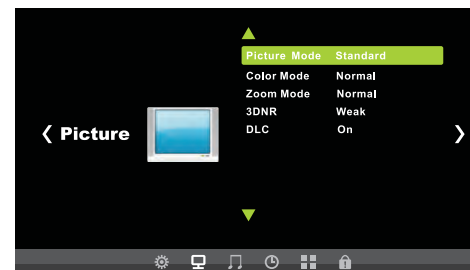 Picture Mode Standard
Color Mode Normal
Zoom Mode Normal
3DNR Weak
DLC On
Picture